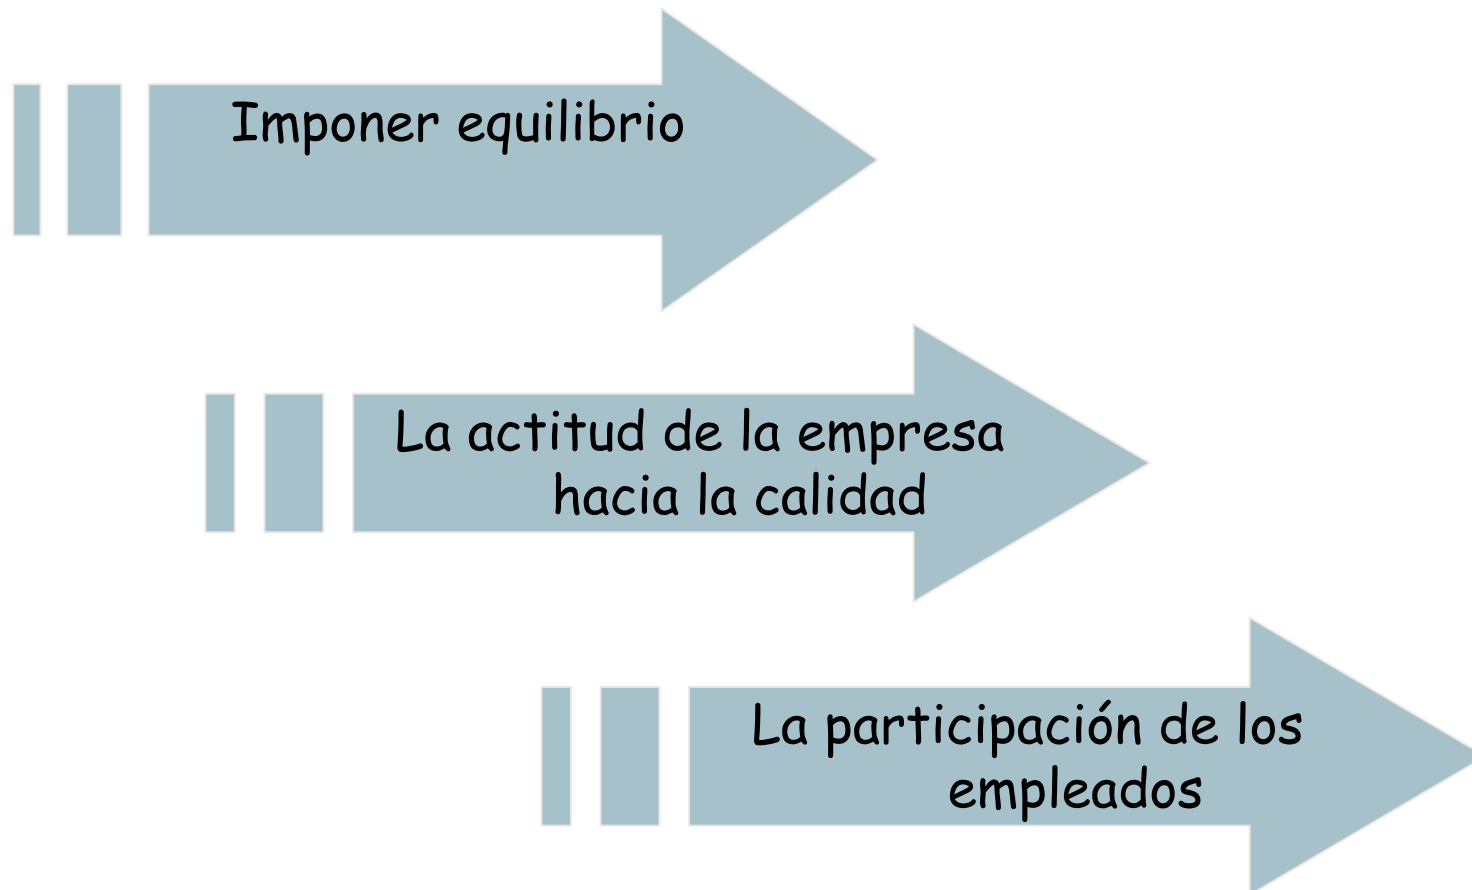 Imponer equilibrio
La actitud de la empresa
hacia la calidad
La participación de los
empleados